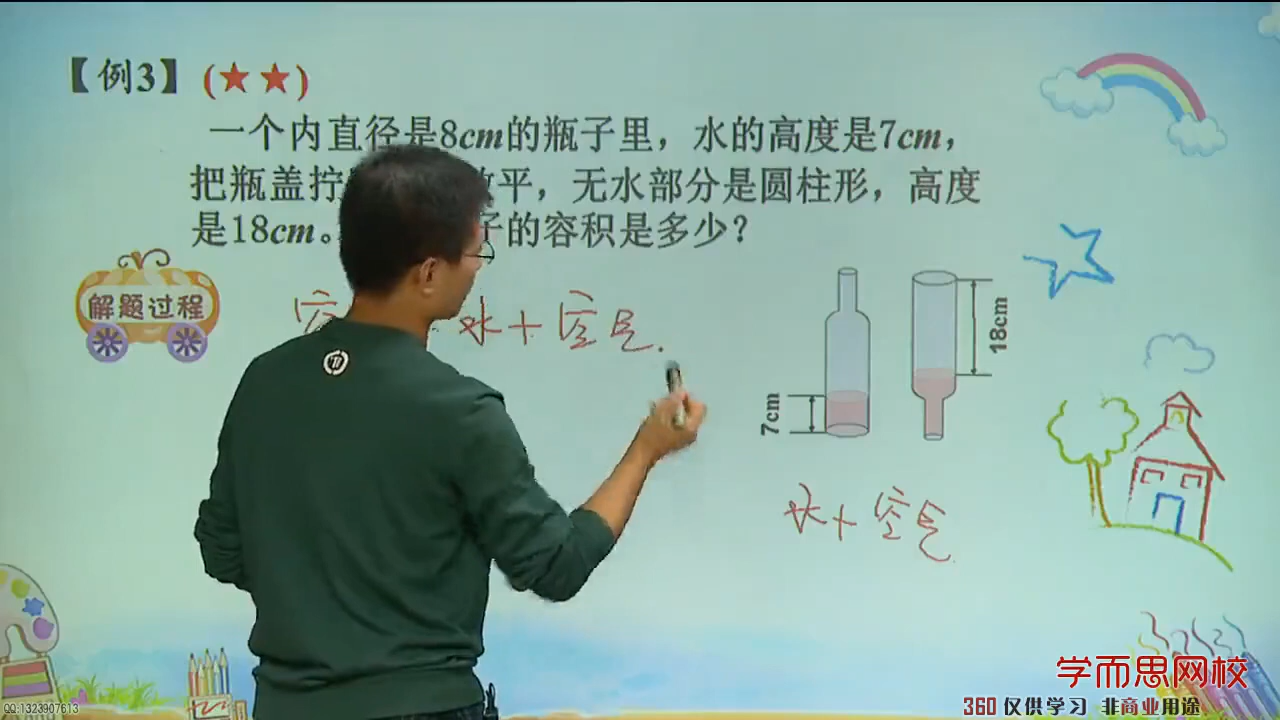 【例3】(★★)
一个内直径是8cm的瓶子里，水的高度是7cm，
把瓶盖拧 放平，无水部分是圆柱形，高度
是18cm。 子的容积是多少？
解题过程
水+空气.
18cm
7cm
水+空气.
学而思网校
360 仅供学习 非商业用途
QQ:1323907613